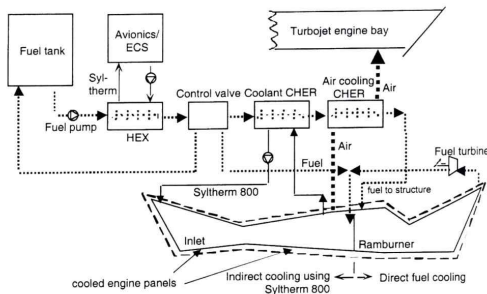 Fuel tank
Avionics/
ECS
Turbojet engine bay
Syl-
therm
Air cooling
CHER
Air
Control valve
Coolant CHER
Fuel pump
HEX
Air
Fuel
Fuel turbine
Syltherm 800
fuel to structure
Inlet
Ramburner
cooled engine panels
Indirect cooling using
Syltherm 800
Direct fuel cooling